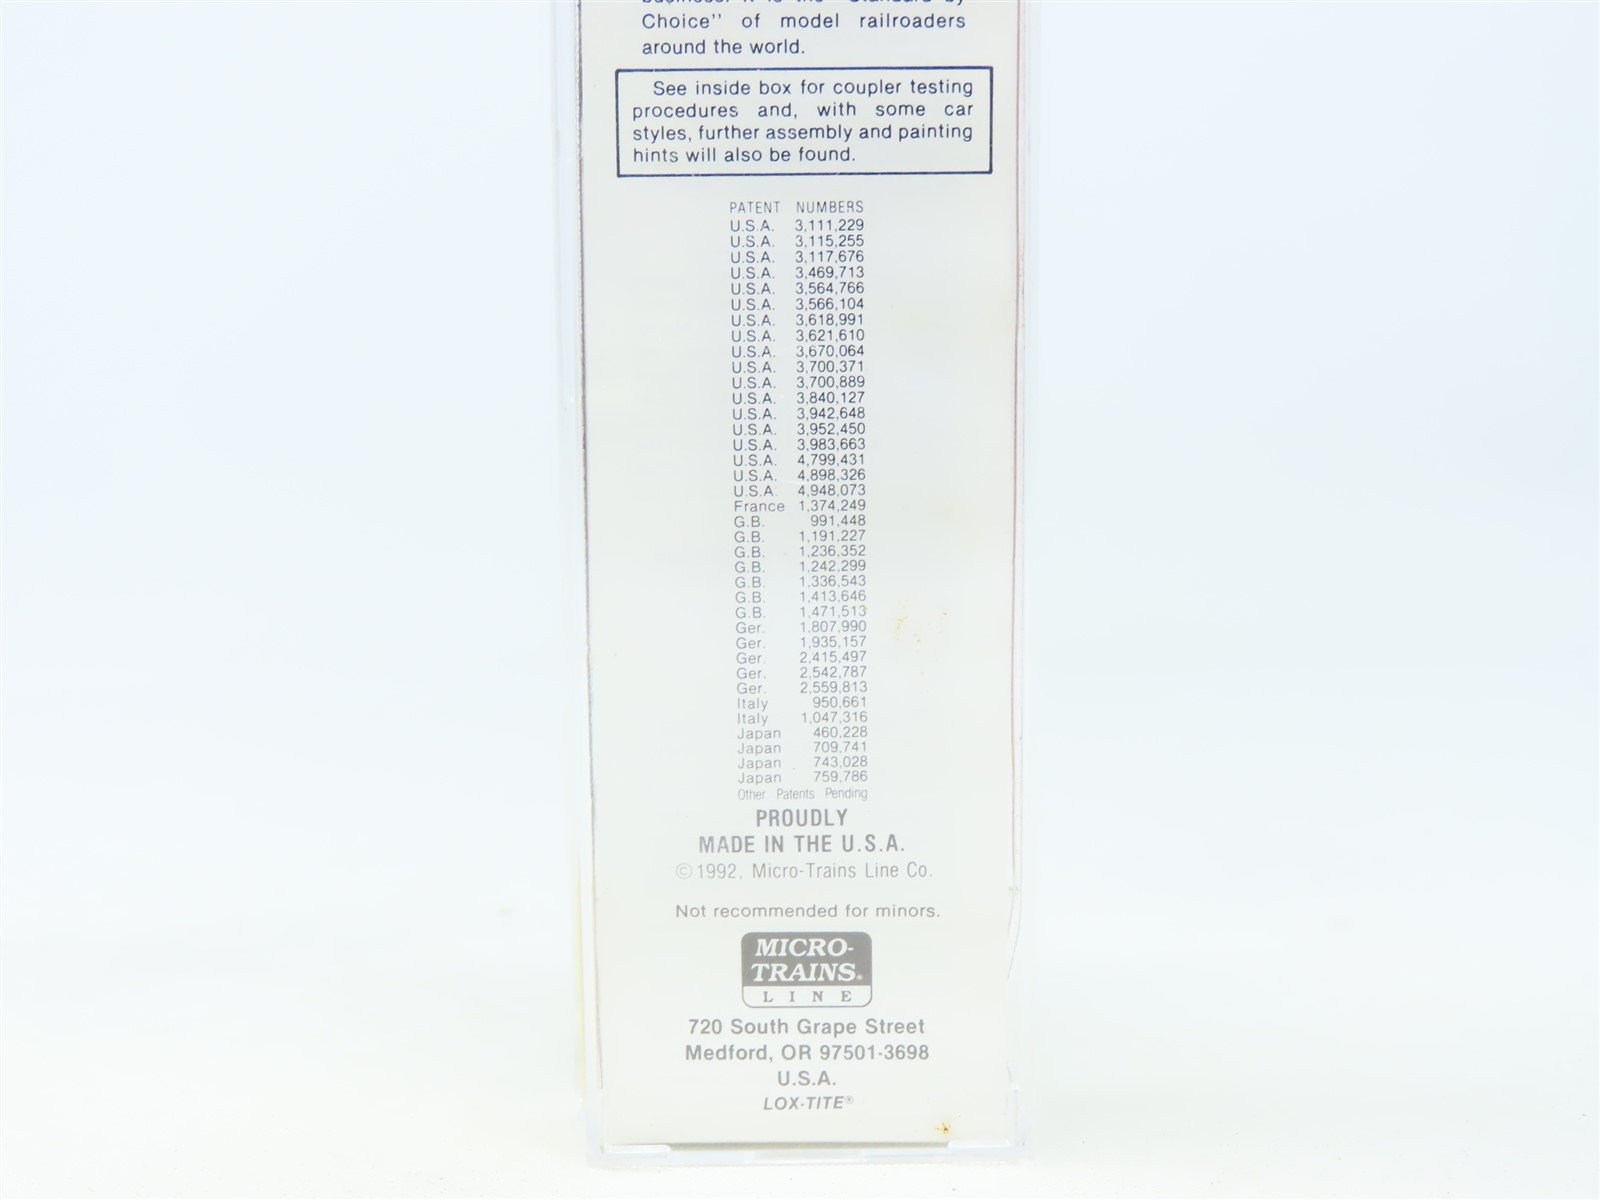 business. It is the "Standard by
Choice" of model railroaders
around the world.
See inside box for coupler testing
procedures and, with some car
styles, further assembly and painting
hints will also be found.
PATENT NUMBERS
U.S.A. 3,111,229
U.S.A. 3,115,255
U.S.A. 3,117,676
U.S.A. 3,469,713
U.S.A. 3,564,766
U.S.A. 3,566,104
U.S.A. 3,618,991
U.S.A. 3,621,610
U.S.A. 3,670,064
U.S.A. 3,700,371
U.S.A. 3,700,889
U.S.A. 3,840,127
U.S.A. 3,942,648
U.S.A. 3,952,450
U.S.A. 3,983,663
U.S.A. 4,799,431
U.S.A. 4,898,326
U.S.A. 4,948,073
France 1,374,249
G.B. 991,448
G.B. 1,191,227
G.B. 1,236,352
G.B. 1,242,299
G.B. 1,336,543
G.B. 1,413,646
G.B. 1,471,513
Ger. 1,807,990
Ger. 1,935,157
Ger. 2,415,497
Ger. 2,542,787
Ger. 2,559,813
Italy 950,661
Italy 1,047,316
Japan 460,228
Japan 709,741
Japan 743,028
Japan 759,786
Other Patents Pending
PROUDLY
MADE IN THE U.S.A.
©1992, Micro-Trains Line Co.
Not recommended for minors.
MICRO-
TRAINS®
LINE
720 South Grape Street
Medford, OR 97501-3698
U.S.A.
LOX-TITE®